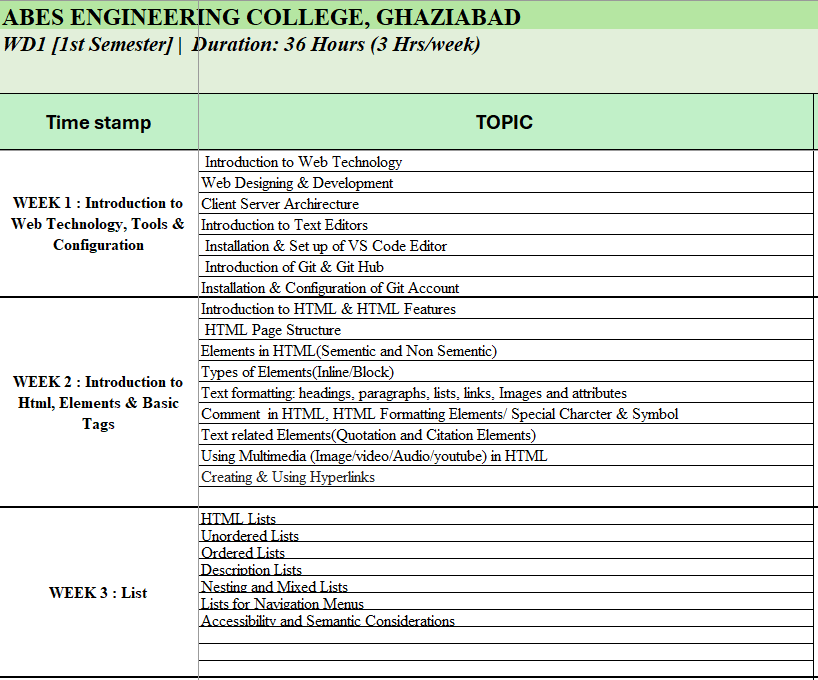 ABES ENGINEERING COLLEGE, GHAZIABAD
WD1 [1st Semester] | Duration: 36 Hours (3 Hrs/week)
Time stamp
TOPIC
WEEK 1 : Introduction to
Web Technology, Tools &
Configuration
Introduction to Web Technology
Web Designing & Development
Client Server Archirecture
Introduction to Text Editors
Installation & Set up of VS Code Editor
Introduction of Git & Git Hub
Installation & Configuration of Git Account
WEEK 2 : Introduction to
Html, Elements & Basic
Tags
Introduction to HTML & HTML Features
HTML Page Structure
Elements in HTML(Sementic and Non Sementic)
Types of Elements(Inline/Block)
Text formatting: headings, paragraphs, lists, links, Images and attributes
Comment  in HTML, HTML Formatting Elements/ Special Charcter & Symbol
Text related Elements(Quotation and Citation Elements)
Using Multimedia (Image/video/Audio/youtube) in HTML
Creating & Using Hyperlinks
WEEK 3 : List
HTML Lists
Unordered Lists
Ordered Lists
Description Lists
Nesting and Mixed Lists
Lists for Navigation Menus
Accessibility and Semantic Considerations